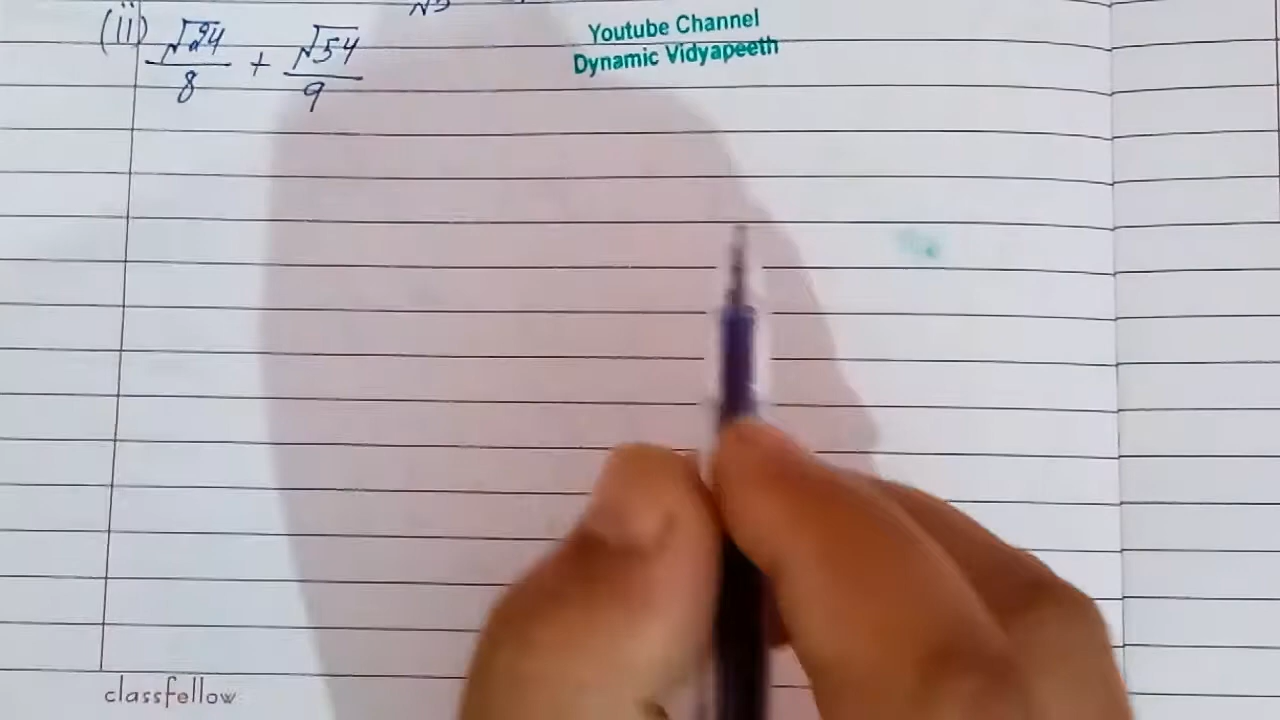 Youtube Channel
Dynamic Vidyapeeth
(ii) √24/8 + √54/9
classfellow